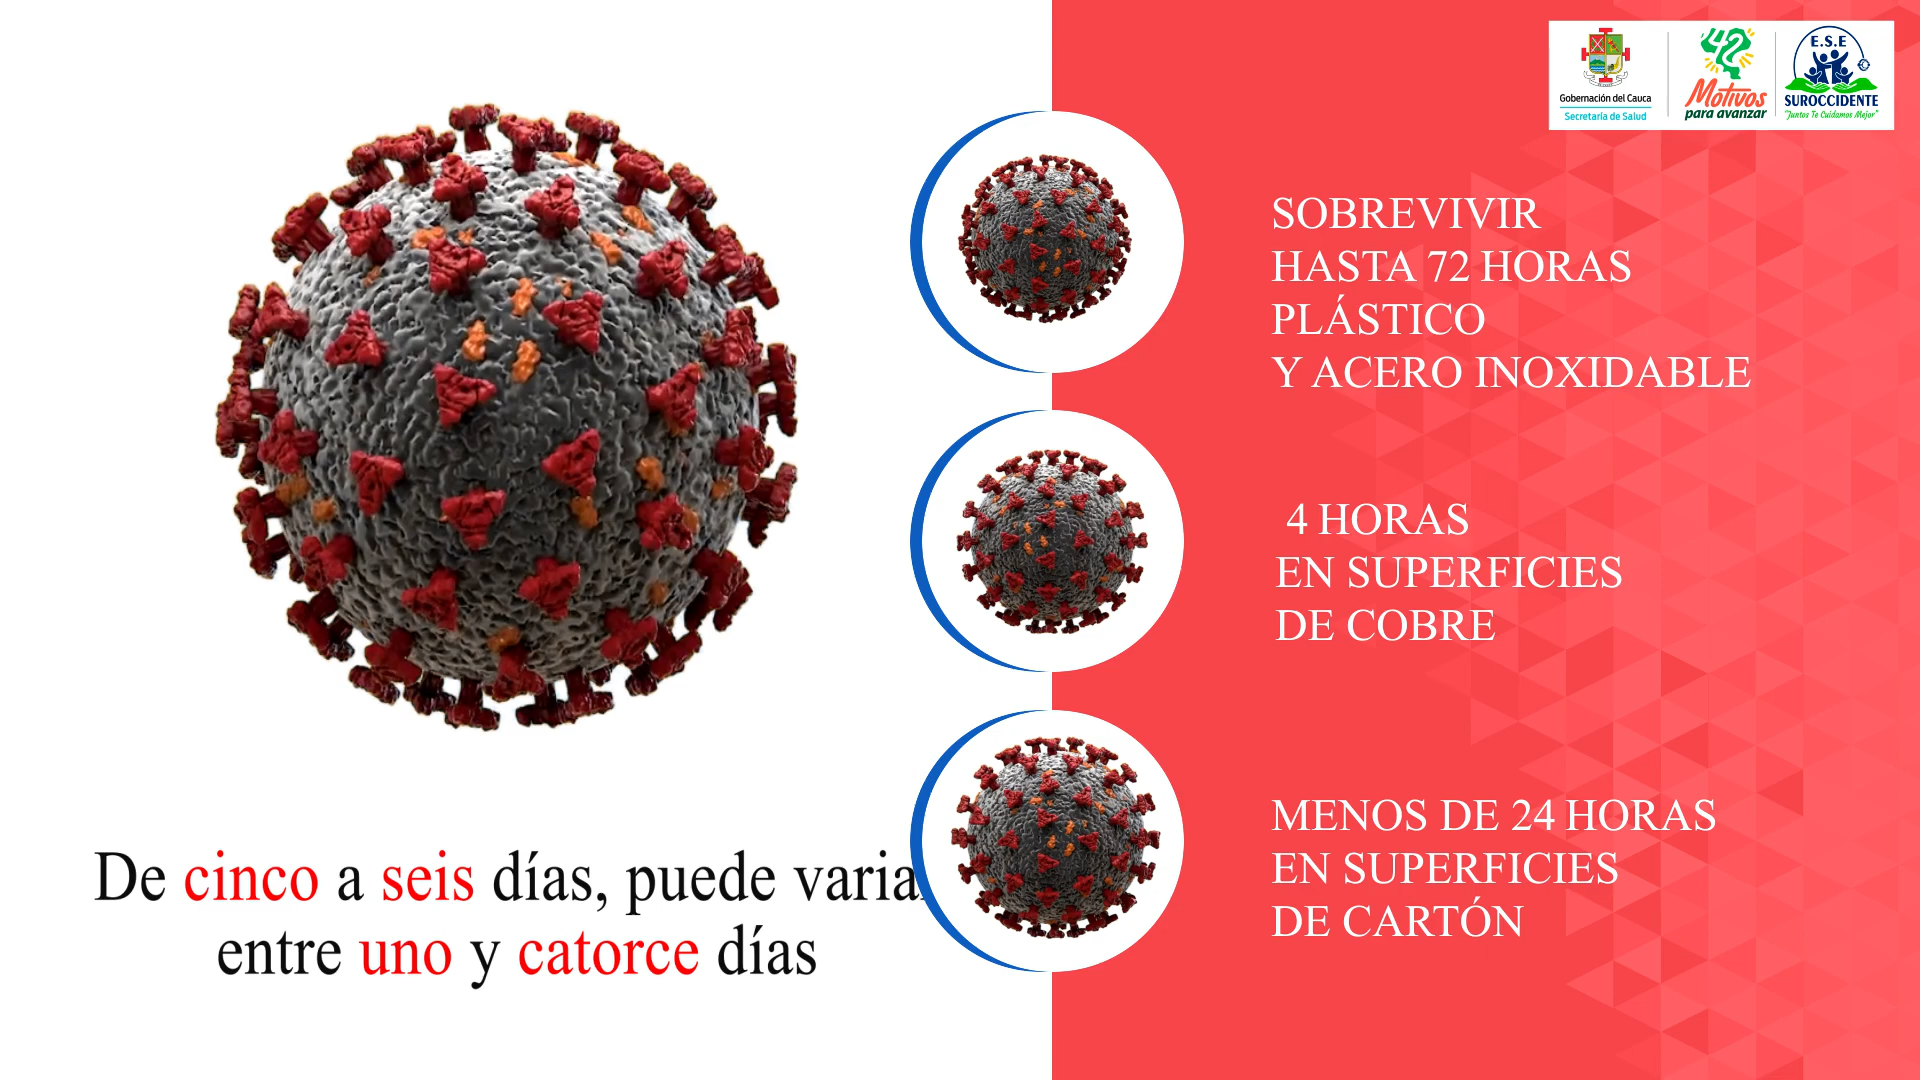 Gobernación del Cauca
Secretaría de Salud
42
Motivos
para avanzar
E.S.E
SUROCCIDENTE
"Juntos Te Cuidamos Mejor"
SOBREVIVIR
HASTA 72 HORAS
PLÁSTICO
Y ACERO INOXIDABLE
4 HORAS
EN SUPERFICIES
DE COBRE
MENOS DE 24 HORAS
EN SUPERFICIES
DE CARTÓN
De cinco a seis días, puede varia
entre uno y catorce días